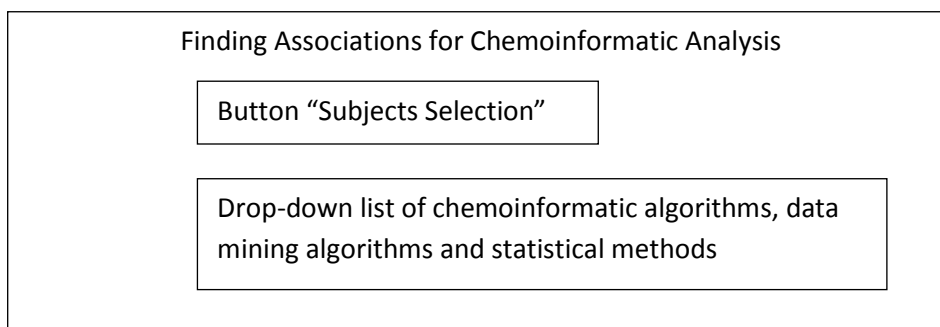 Finding Associations for Chemoinformatic Analysis
Button “Subjects Selection”
Drop-down list of chemoinformatic algorithms, data
mining algorithms and statistical methods